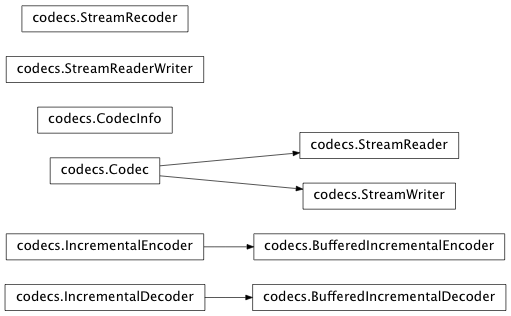 codecs.StreamRecoder
codecs.StreamReaderWriter
codecs.CodecInfo
codecs.StreamReader
codecs.Codec
codecs.StreamWriter
codecs.IncrementalEncoder
codecs.BufferedIncrementalEncoder
codecs.IncrementalDecoder
codecs.BufferedIncrementalDecoder